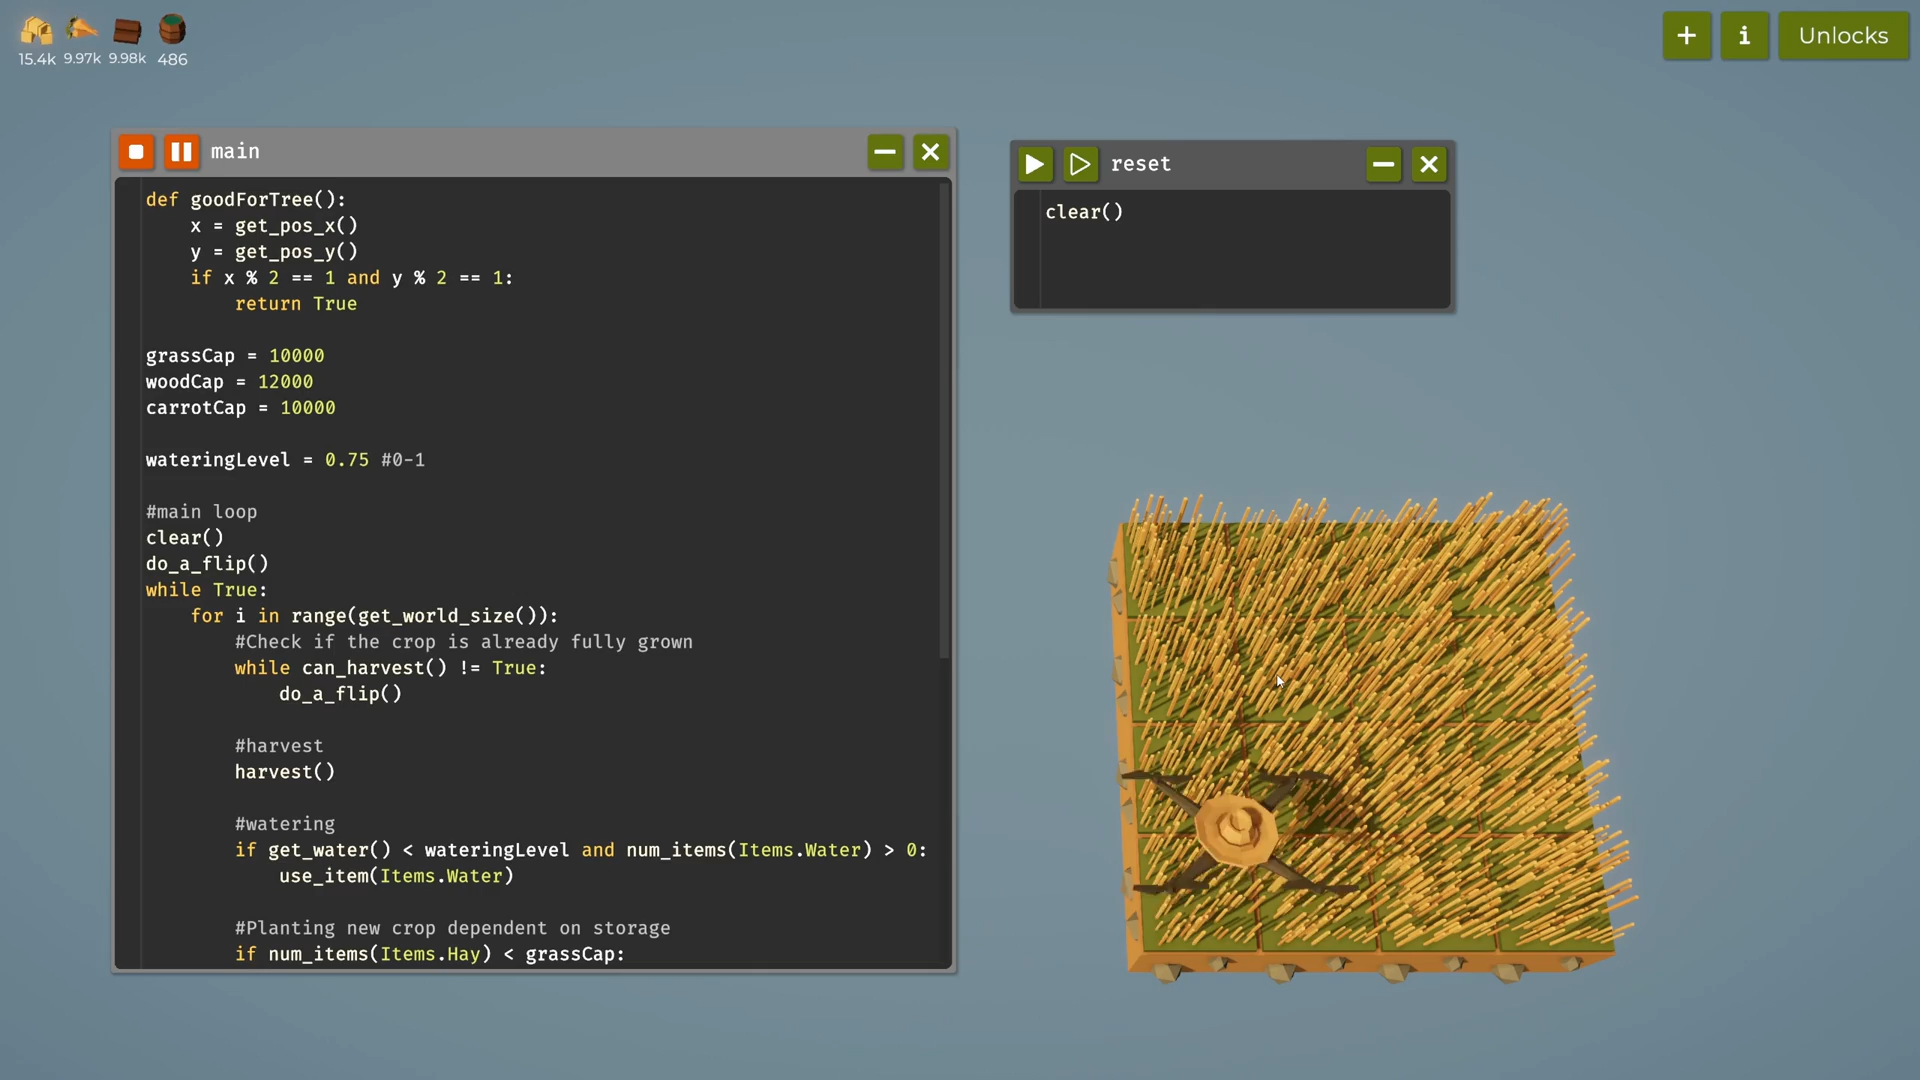 15.4k 9.97k 9.98k 486
+ i Unlocks
main
def goodForTree():
    x = get_pos_x()
    y = get_pos_y()
    if x % 2 == 1 and y % 2 == 1:
        return True

grassCap = 10000
woodCap = 12000
carrotCap = 10000

wateringLevel = 0.75 #0-1

#main loop
clear()
do_a_flip()
while True:
    for i in range(get_world_size()):
        #Check if the crop is already fully grown
        while can_harvest() != True:
            do_a_flip()

        #harvest
        harvest()

        #watering
        if get_water() < wateringLevel and num_items(Items.Water) > 0:
            use_item(Items.Water)

        #Planting new crop dependent on storage
        if num_items(Items.Hay) < grassCap:
reset
clear()